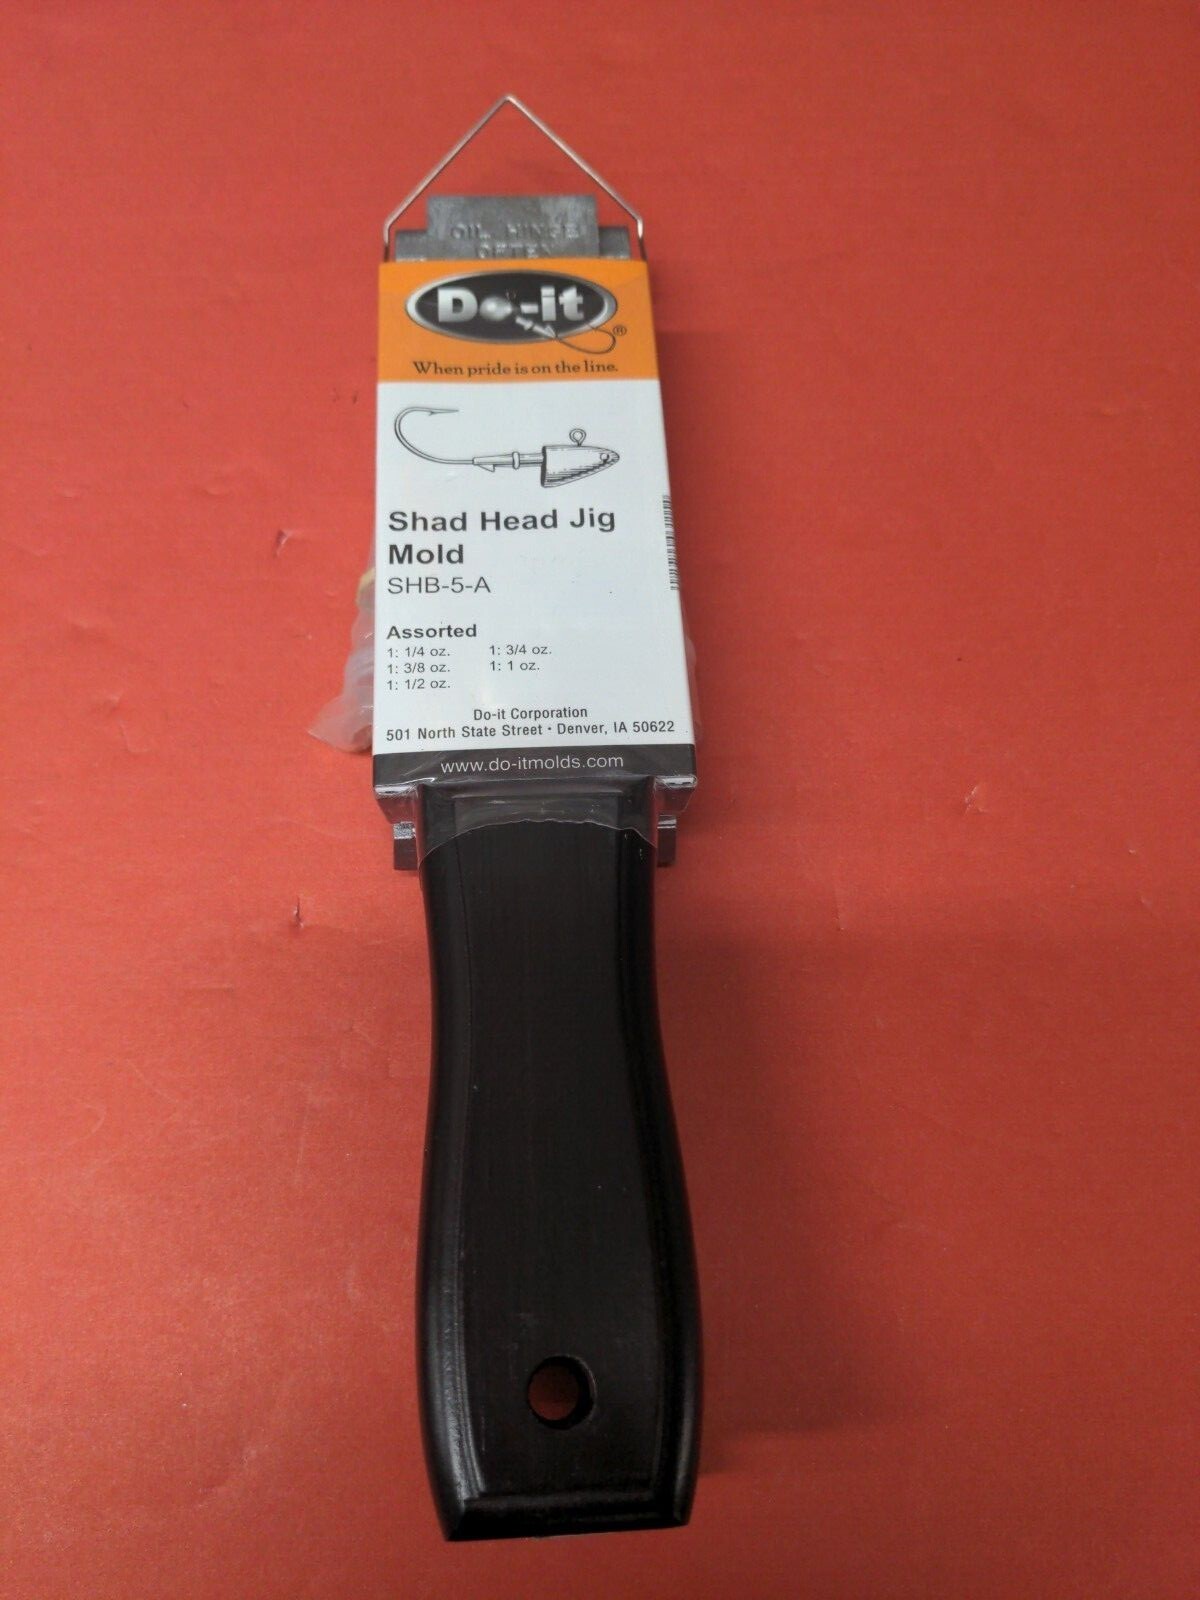 OIL HINGE
OFTEN
Do-it®
When pride is on the line.
Shad Head Jig
Mold
SHB-5-A
Assorted
1: 1/4 oz. 1: 3/4 oz.
1: 3/8 oz. 1: 1 oz.
1: 1/2 oz.
Do-it Corporation
501 North State Street • Denver, IA 50622
www.do-itmolds.com